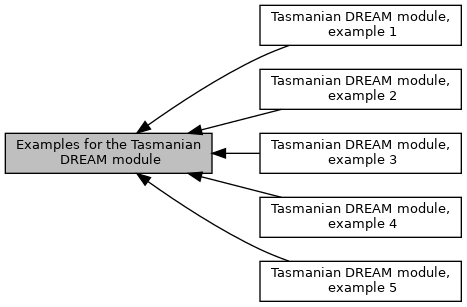 Tasmanian DREAM module,
example 1
Tasmanian DREAM module,
example 2
Examples for the Tasmanian
DREAM module
Tasmanian DREAM module,
example 3
Tasmanian DREAM module,
example 4
Tasmanian DREAM module,
example 5